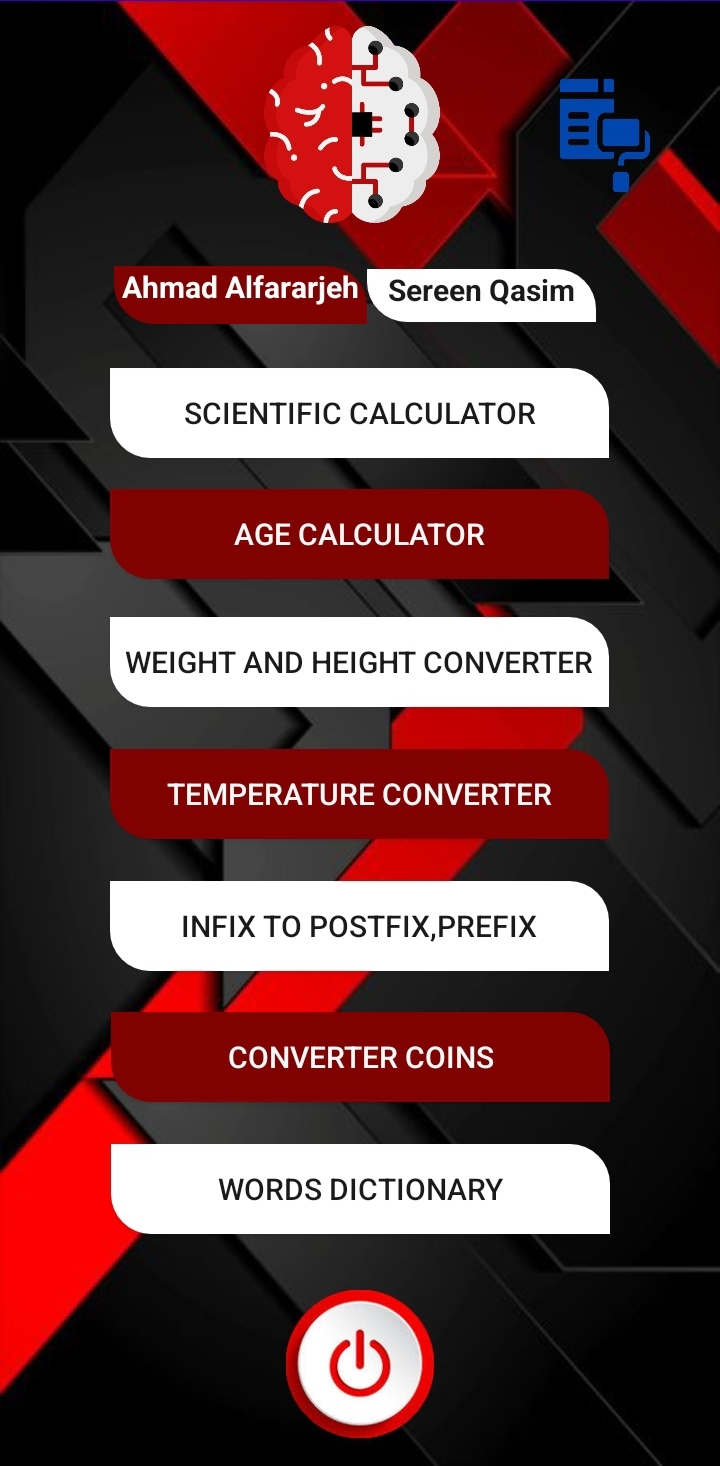 Ahmad Alfararjeh Sereen Qasim
SCIENTIFIC CALCULATOR
AGE CALCULATOR
WEIGHT AND HEIGHT CONVERTER
TEMPERATURE CONVERTER
INFIX TO POSTFIX,PREFIX
CONVERTER COINS
WORDS DICTIONARY